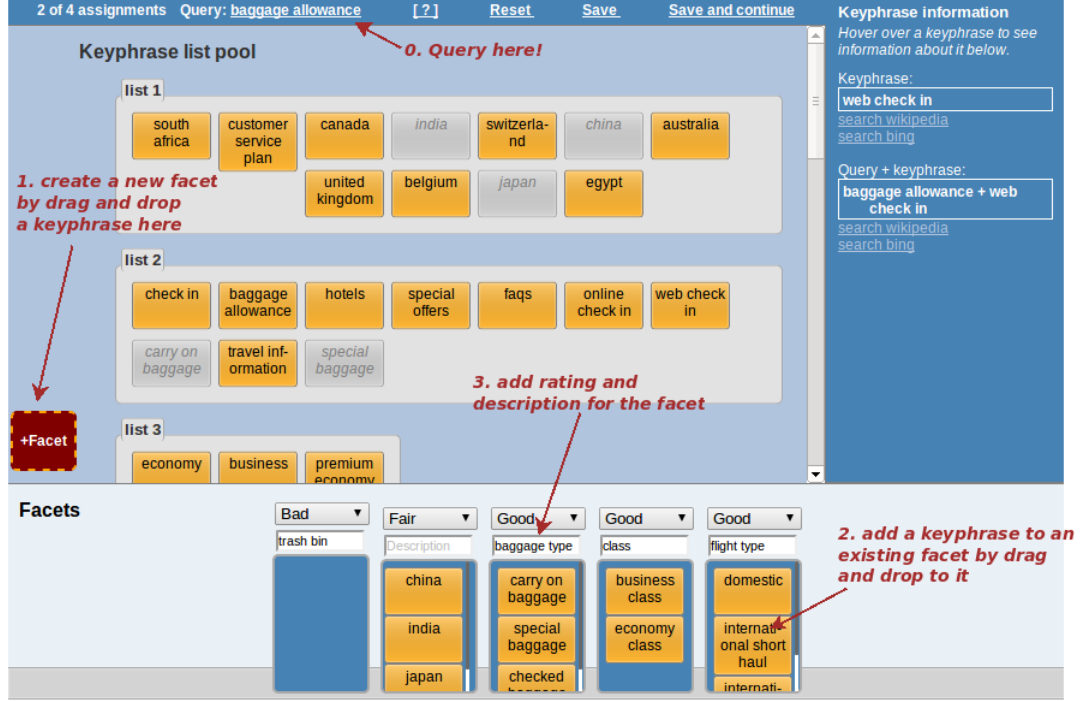 2 of 4 assignments Query: baggage allowance [ ? ] Reset Save Save and continue
0. Query here!
Keyphrase list pool
list 1
south africa
customer service plan
canada
india
switzerla-nd
china
australia
united kingdom
belgium
japan
egypt
1. create a new facet
by drag and drop
a keyphrase here
list 2
check in
baggage allowance
hotels
special offers
faqs
online check in
web check in
carry on baggage
travel inf-ormation
special baggage
3. add rating and
description for the facet
+Facet
list 3
economy
business
premium economy
Keyphrase information
Hover over a keyphrase to see
information about it below.
Keyphrase:
web check in
search wikipedia
search bing
Query + keyphrase:
baggage allowance + web
check in
search wikipedia
search bing
Facets
Bad
trash bin
Fair
Description
china
india
japan
Good
baggage type
carry on baggage
special baggage
checked baggage
Good
class
business class
economy class
Good
flight type
domestic
internati-onal short haul
internati-
2. add a keyphrase to an
existing facet by drag
and drop to it